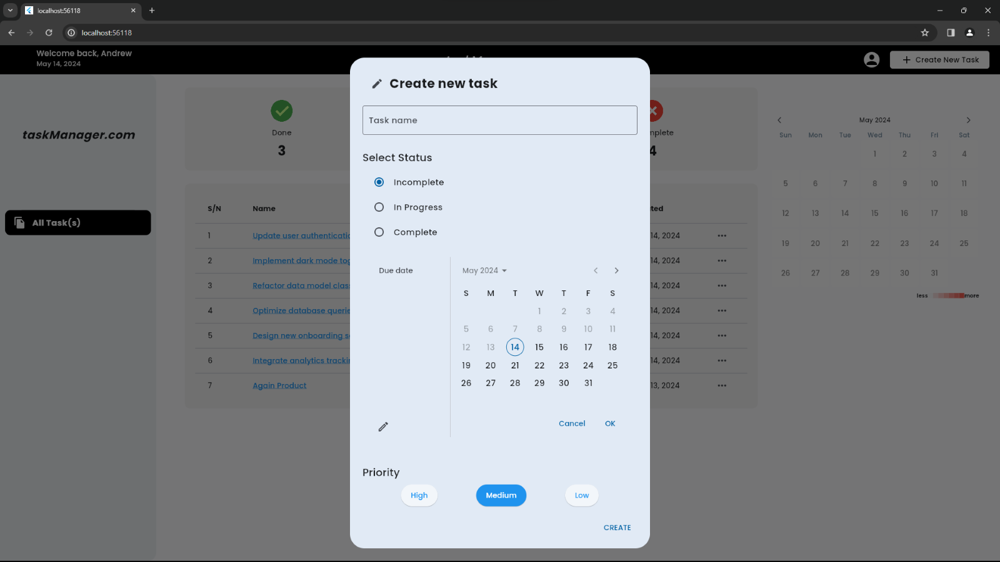 localhost:56118
localhost:56118
Welcome back, Andrew
May 14, 2024
Create New Task
taskManager.com
All Task(s)
Done
3
4
S/N Name
1 Update user 14, 2024
2 Implement dark mode 14, 2024
3 Refactor data model 14, 2024
4 Optimize database 14, 2024
5 Design new onboarding 14, 2024
6 Integrate analytics 14, 2024
7 Again Product 13, 2024
Create new task
Task name
Select Status
Incomplete
In Progress
Complete
Due date
May 2024
S M T W T F S
1 2 3 4
5 6 7 8 9 10 11
12 13 14 15 16 17 18
19 20 21 22 23 24 25
26 27 28 29 30 31
Cancel OK
Priority
High Medium Low
CREATE
May 2024
Sun Mon Tue Wed Thu Fri Sat
1 2 3 4
5 6 7 8 9 10 11
12 13 14 15 16 17 18
19 20 21 22 23 24 25
26 27 28 29 30 31
less more